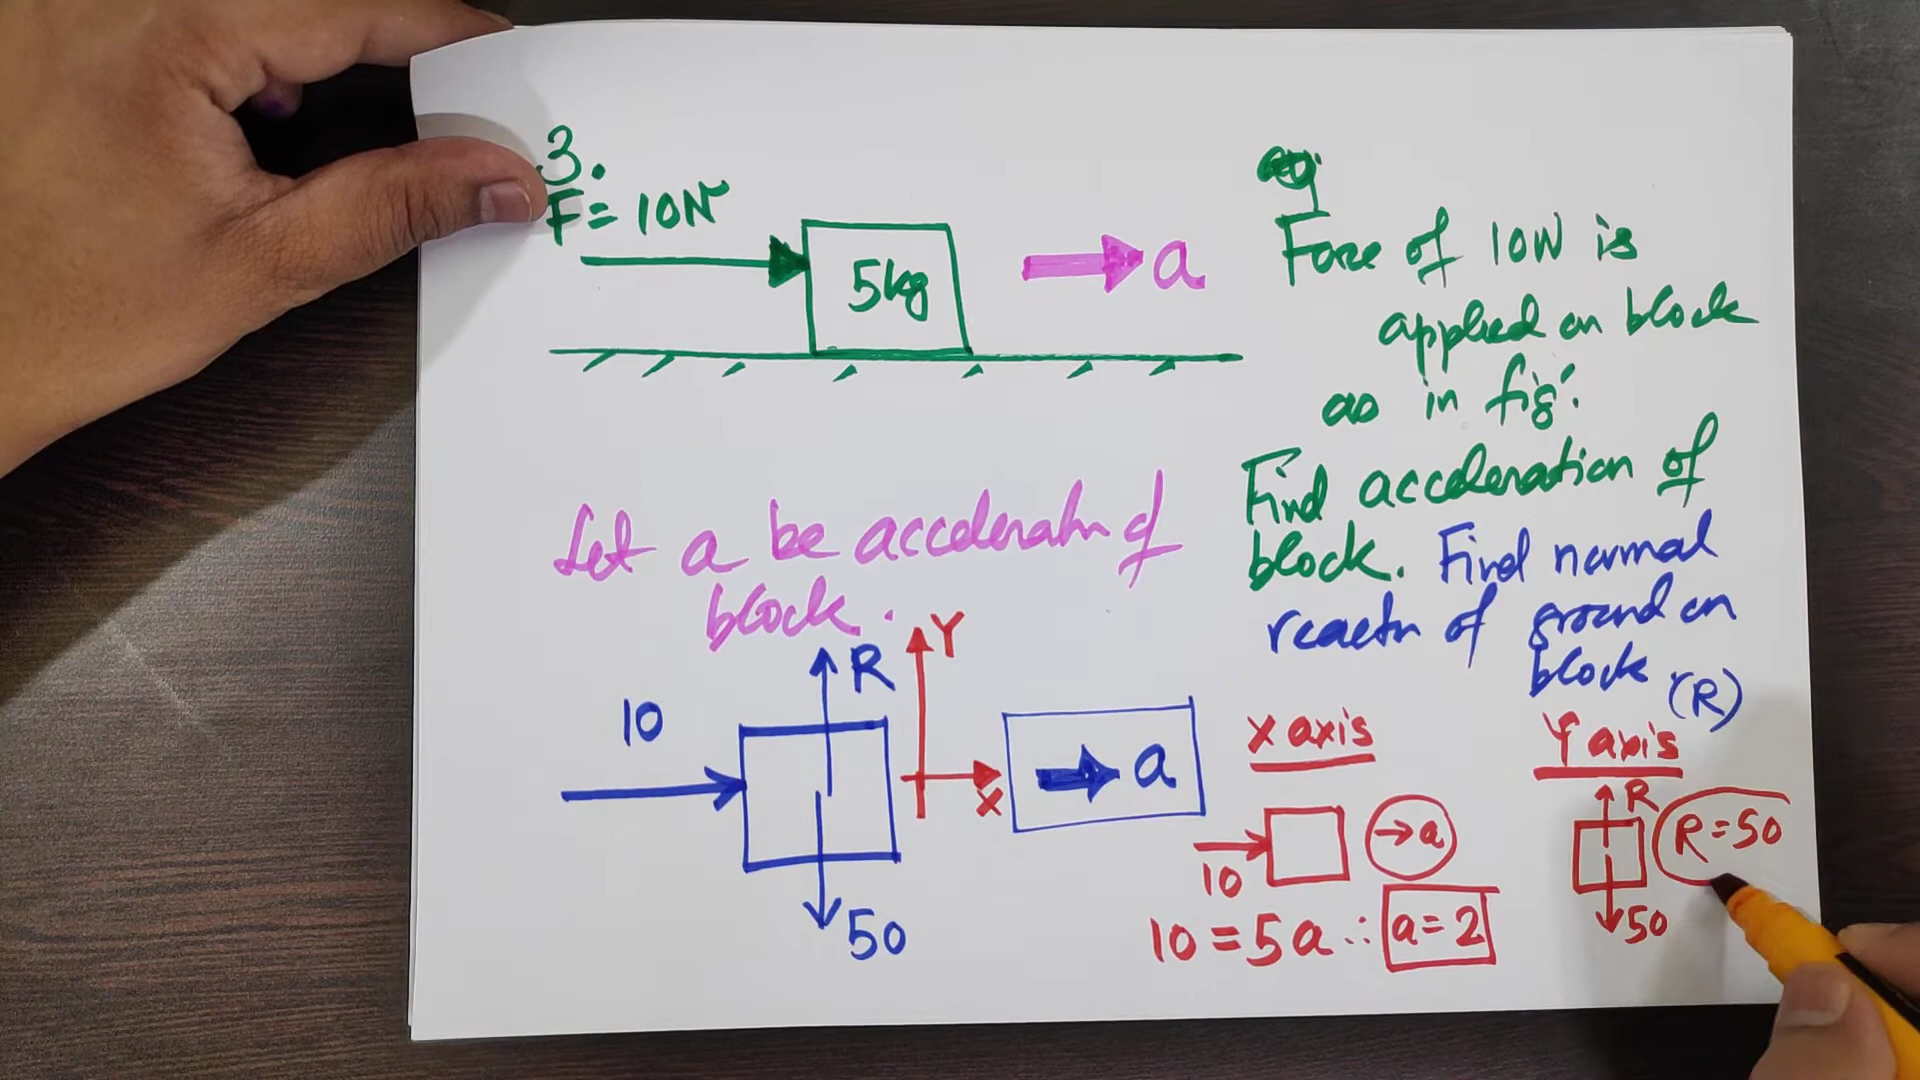 3.
F = 10N
5kg
a
Force of 10N is
applied on block
as in fig.
Find acceleration of
block. Find normal
reactn of ground on
block (R)
Let a be acceleratn of
block.
10
R
50
Y
X
a
X axis
10
→ a
10 = 5a ∴ a = 2
Y axis
R
50
R = 50